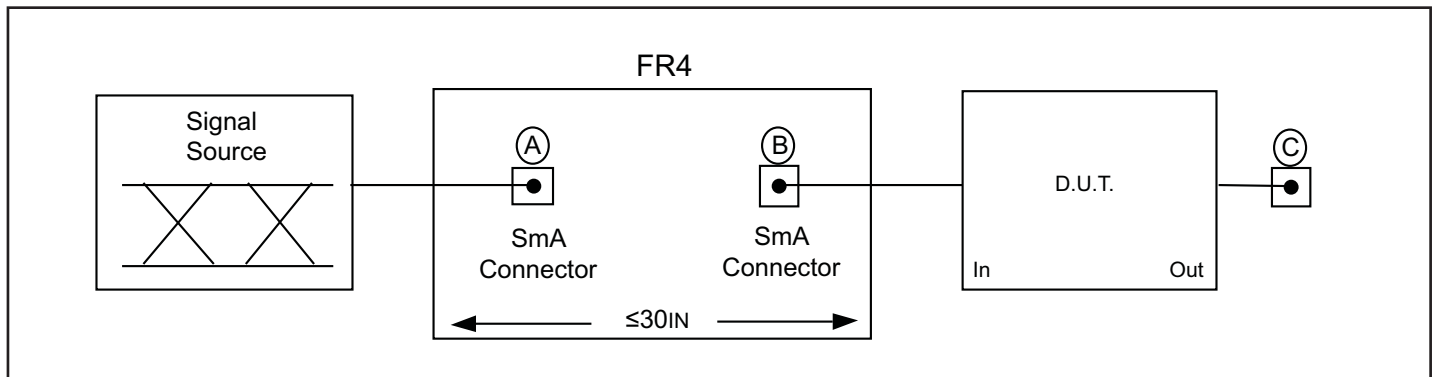 FR4
Signal
Source
A
B
C
D.U.T.
SmA
Connector
SmA
Connector
In
Out
≤30IN